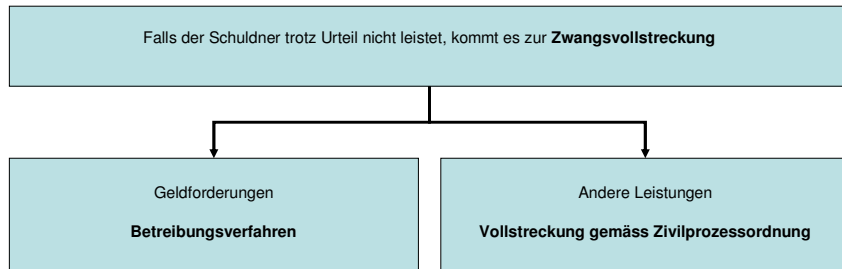 Falls der Schuldner trotz Urteil nicht leistet, kommt es zur Zwangsvollstreckung
Geldforderungen
Betreibungsverfahren
Andere Leistungen
Vollstreckung gemäss Zivilprozessordnung